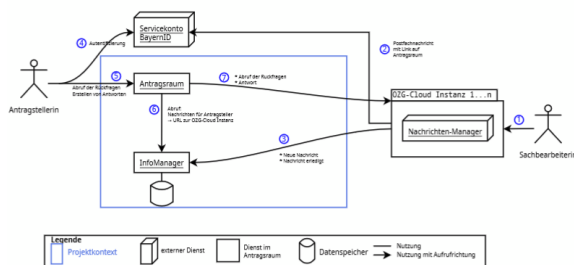 Servicekonto
BayernID
4 Autentifizierung
2 Postfachnachricht
mit Link auf
Antragsraum
5
Abruf der Rückfragen
Erstellen von Antworten
Antragstellerin
Antragsraum
7 * Abruf der Rückfragen
* Antwort
OZG-Cloud Instanz 1...n
Nachrichten-Manager
1
Sachbearbeiterin
6 Abruf:
Nachrichten für Antragsteller
→ URL zur OZG-Cloud Instanz
3
* Neue Nachricht
* Nachricht erledigt
InfoManager
Legende
Projektkontext
externer Dienst
Dienst im
Antragsraum
Datenspeicher
Nutzung
Nutzung mit Aufrufrichtung